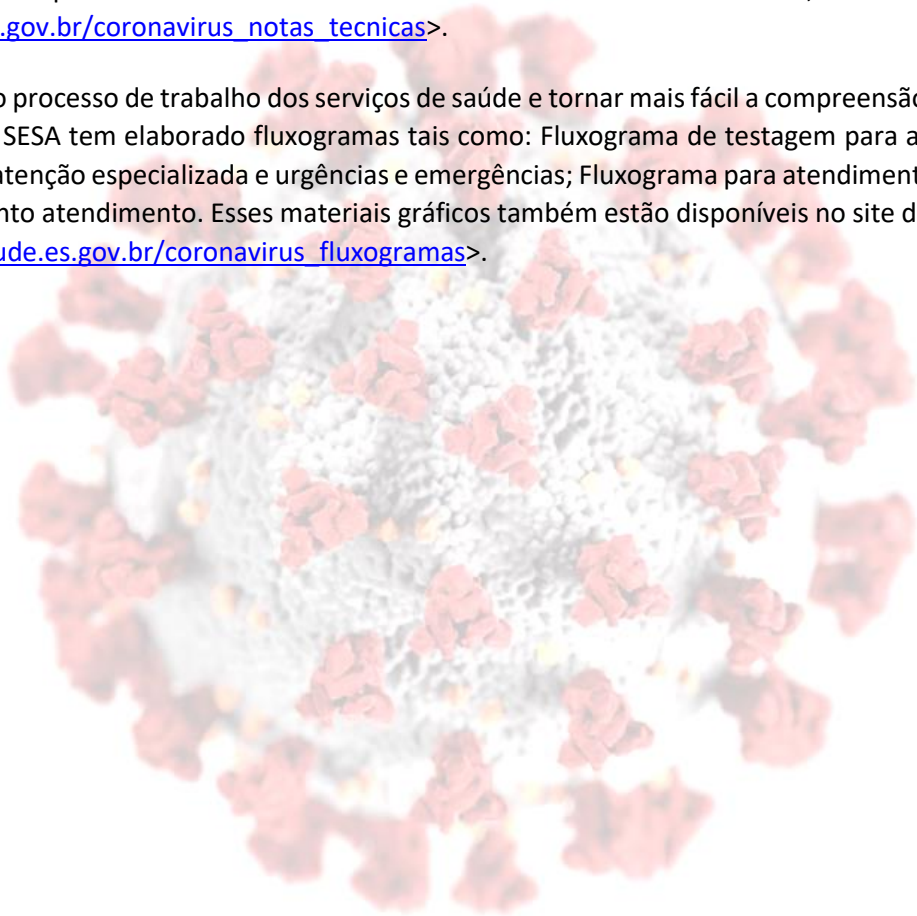 .gov.br/coronavirus_notas_tecnicas>.
o processo de trabalho dos serviços de saúde e tornar mais fácil a compreensão
SESA tem elaborado fluxogramas tais como: Fluxograma de testagem para a
atenção especializada e urgências e emergências; Fluxograma para atendiment
nto atendimento. Esses materiais gráficos também estão disponíveis no site d
ude.es.gov.br/coronavirus_fluxogramas>.